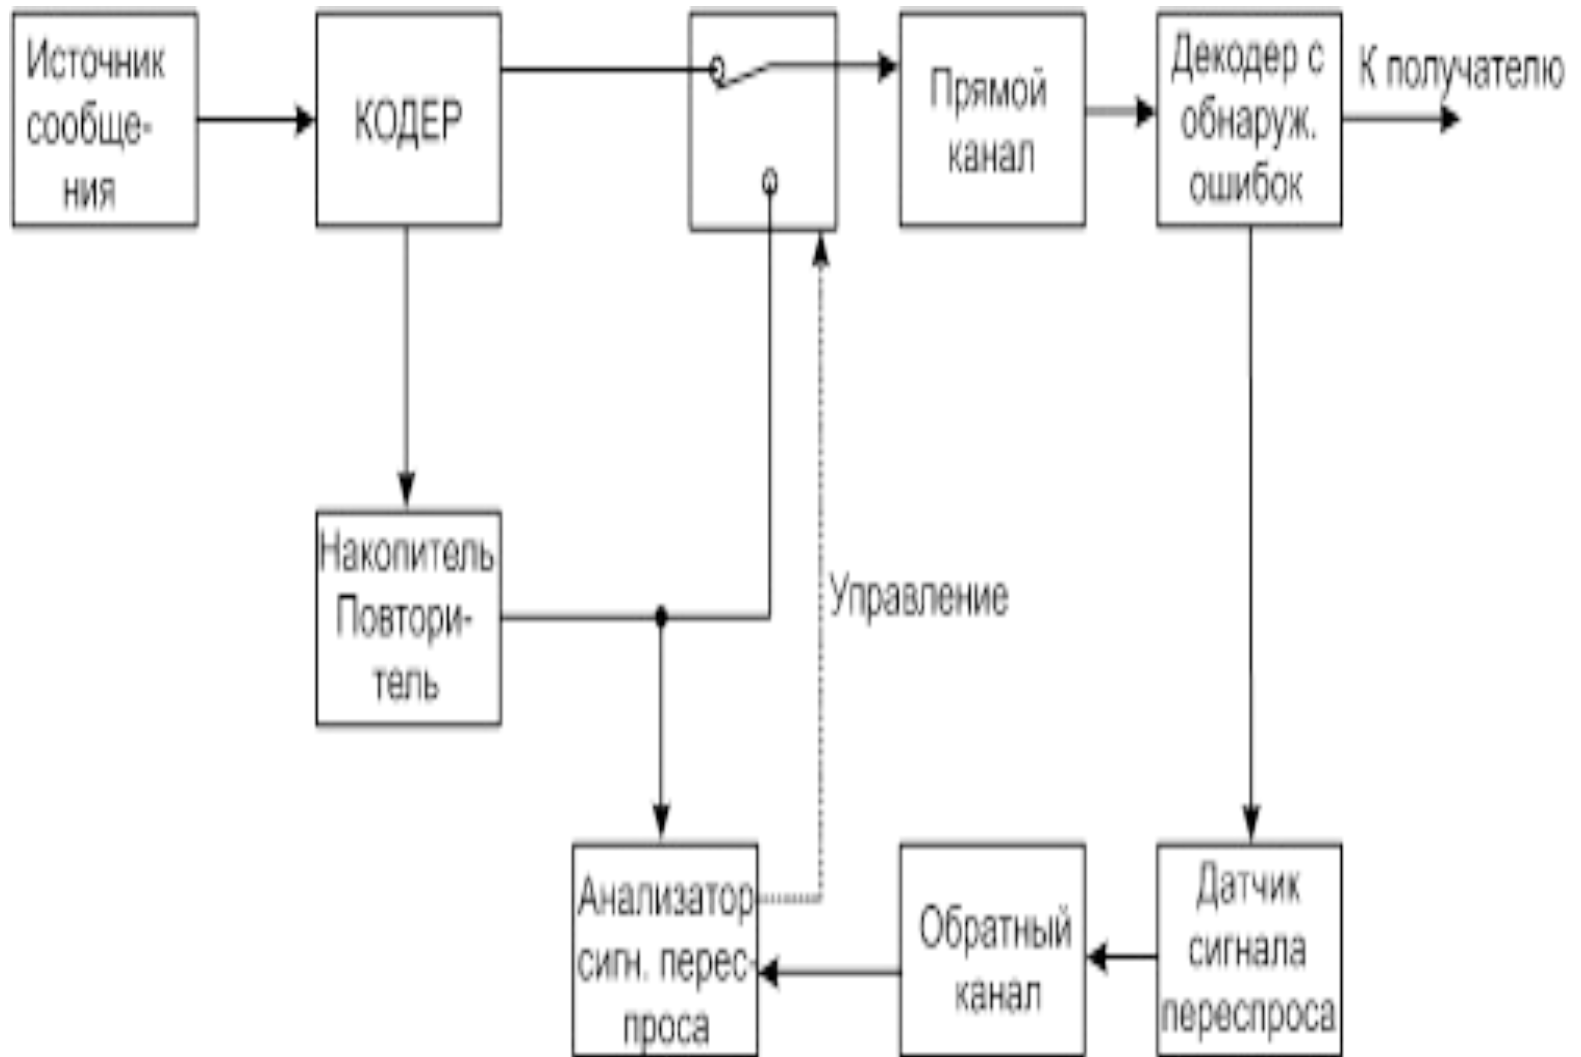 Источник
сообще-
ния
КОДЕР
Прямой
канал
Декодер с
обнаруж.
ошибок
К получателю
Накопитель
Повтори-
тель
Управление
Анализатор
сигн. перес-
проса
Обратный
канал
Датчик
сигнала
переспроса